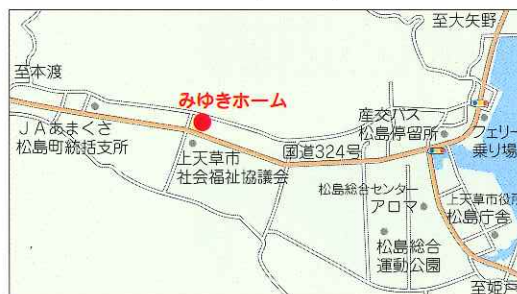 至大矢野
至本渡
みゆきホーム
JAあまくさ
松島町統括支所
上天草市
社会福祉協議会
国道324号
産交バス
松島停留所
フェリー
乗り場
松島総合センター
アロマ
上天草市役所
松島庁舎
松島総合
運動公園
至姫戸